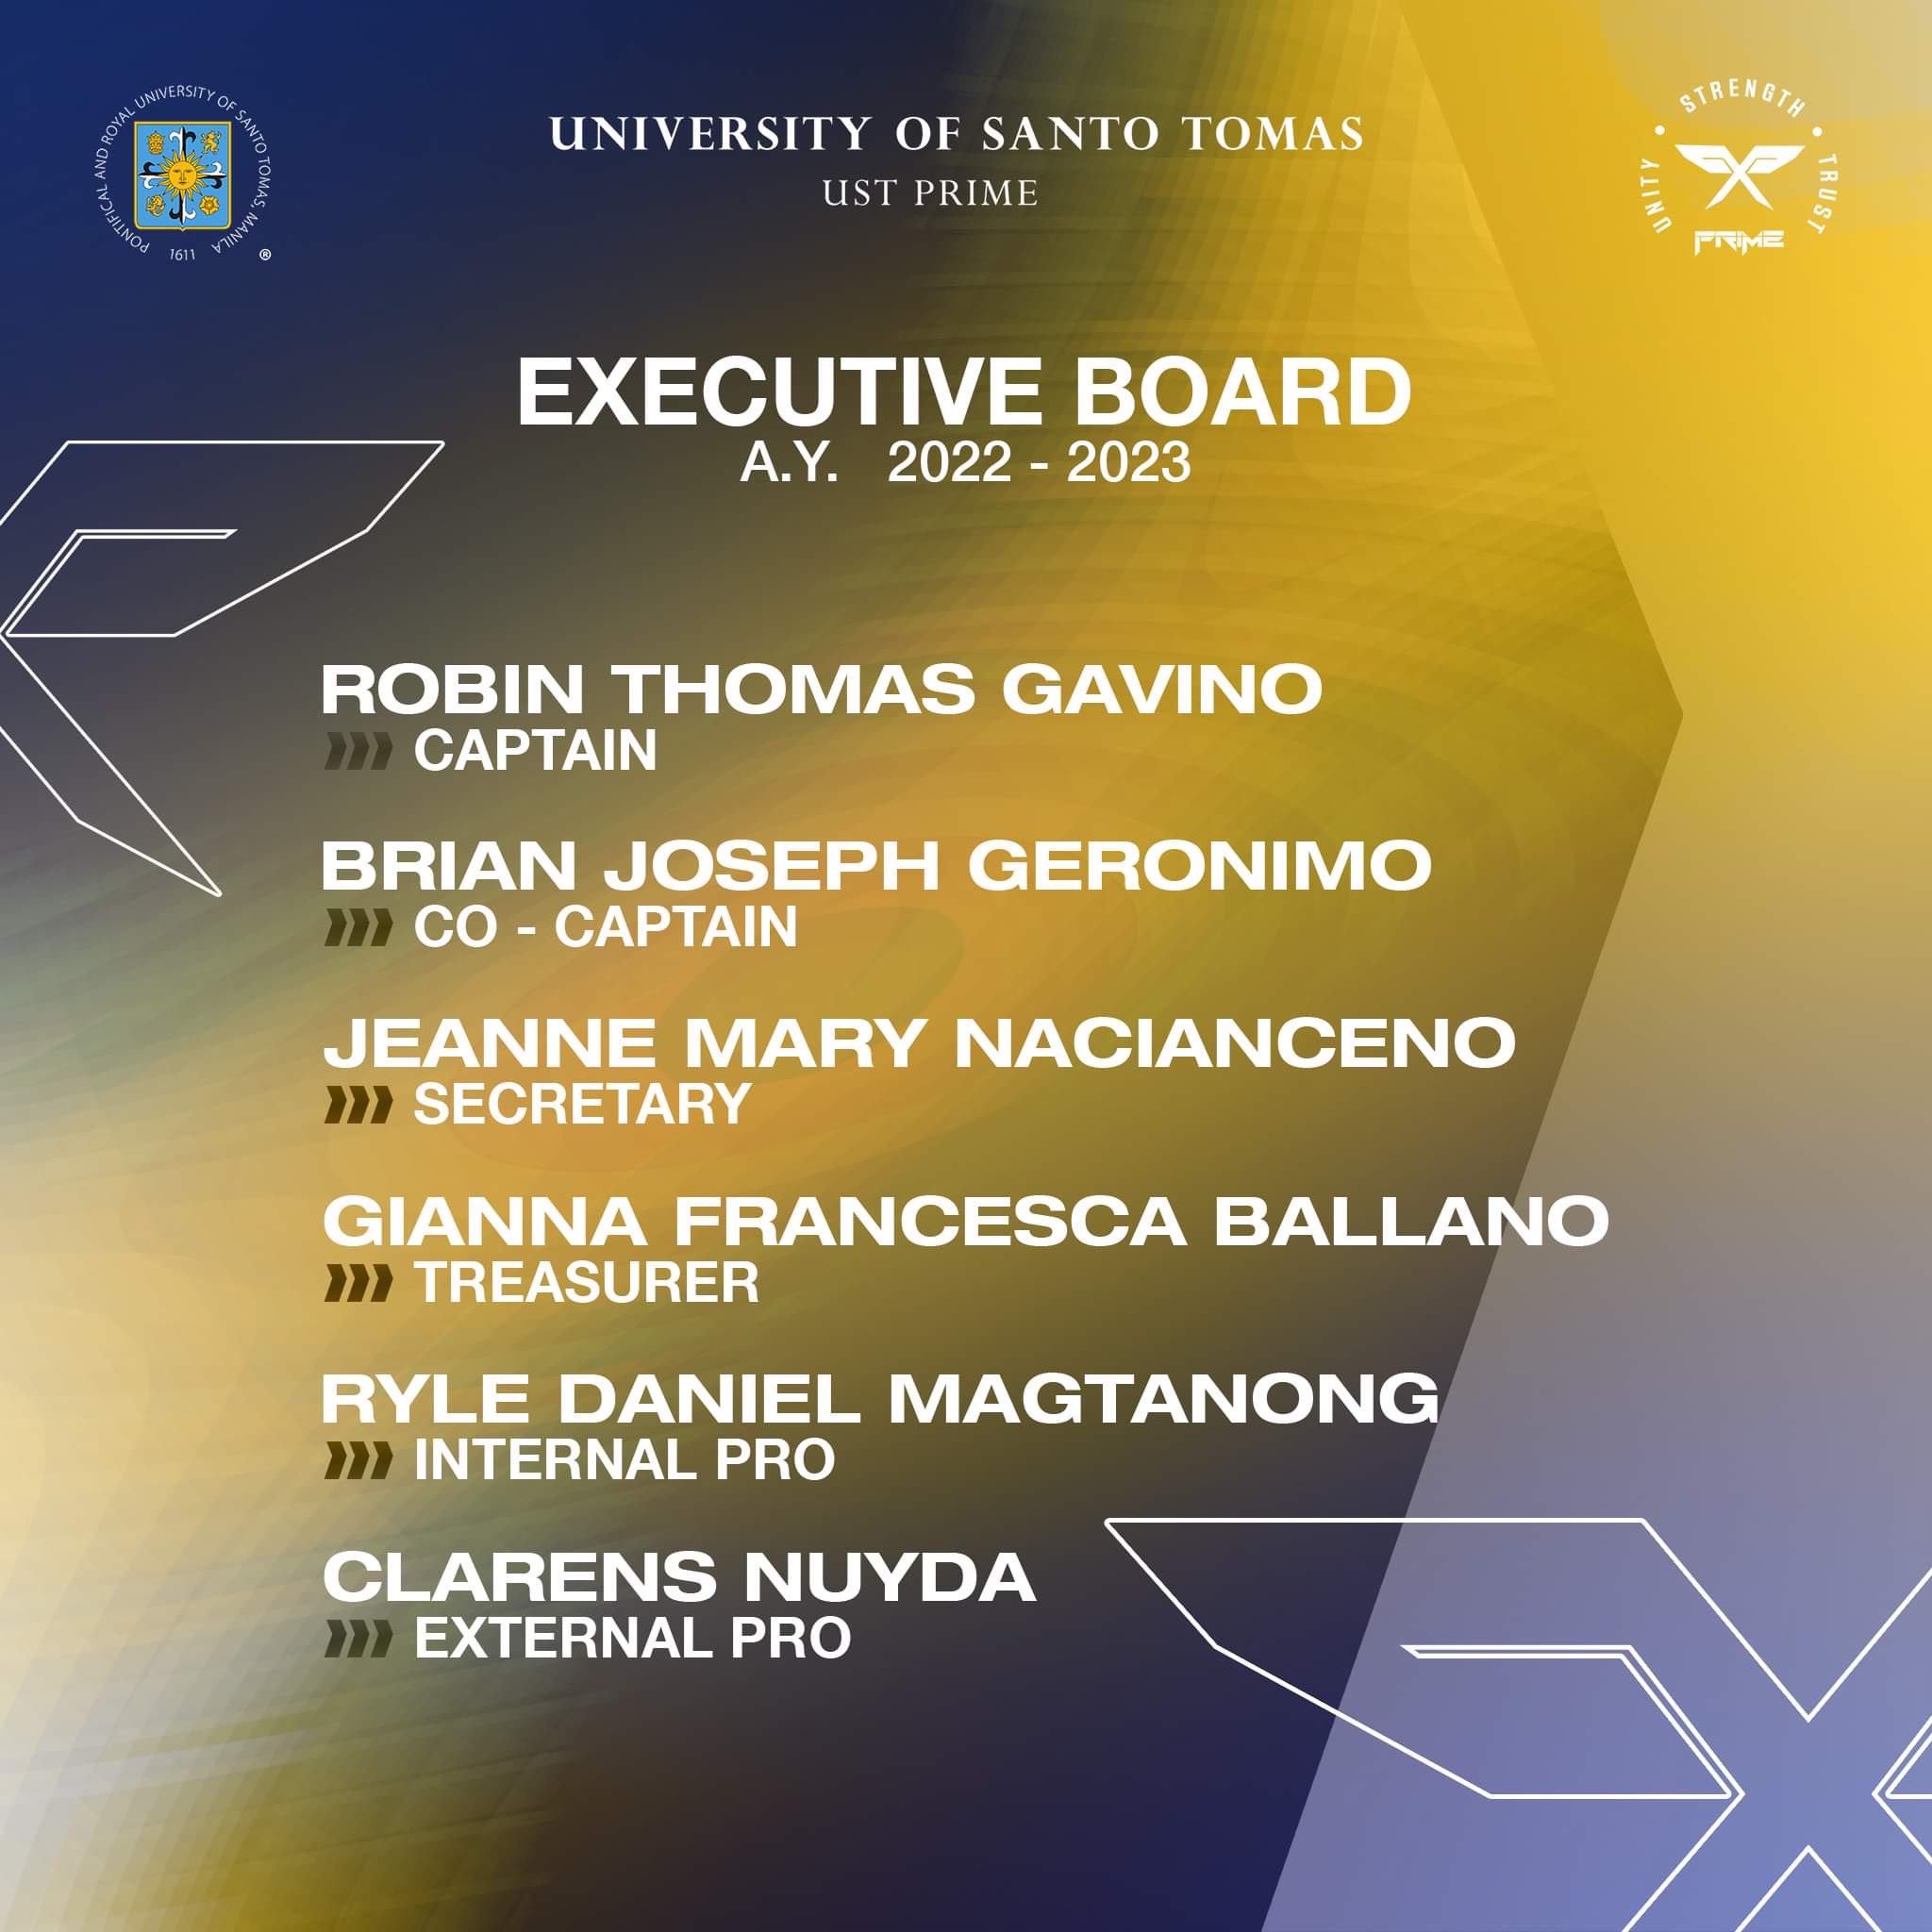 PONTIFICAL AND ROYAL UNIVERSITY OF SANTO TOMAS, MANILA
1611
®
UNIVERSITY OF SANTO TOMAS
UST PRIME
UNITY • STRENGTH • TRUST
PRIME
EXECUTIVE BOARD
A.Y. 2022 - 2023
ROBIN THOMAS GAVINO
CAPTAIN
BRIAN JOSEPH GERONIMO
CO - CAPTAIN
JEANNE MARY NACIANCENO
SECRETARY
GIANNA FRANCESCA BALLANO
TREASURER
RYLE DANIEL MAGTANONG
INTERNAL PRO
CLARENS NUYDA
EXTERNAL PRO